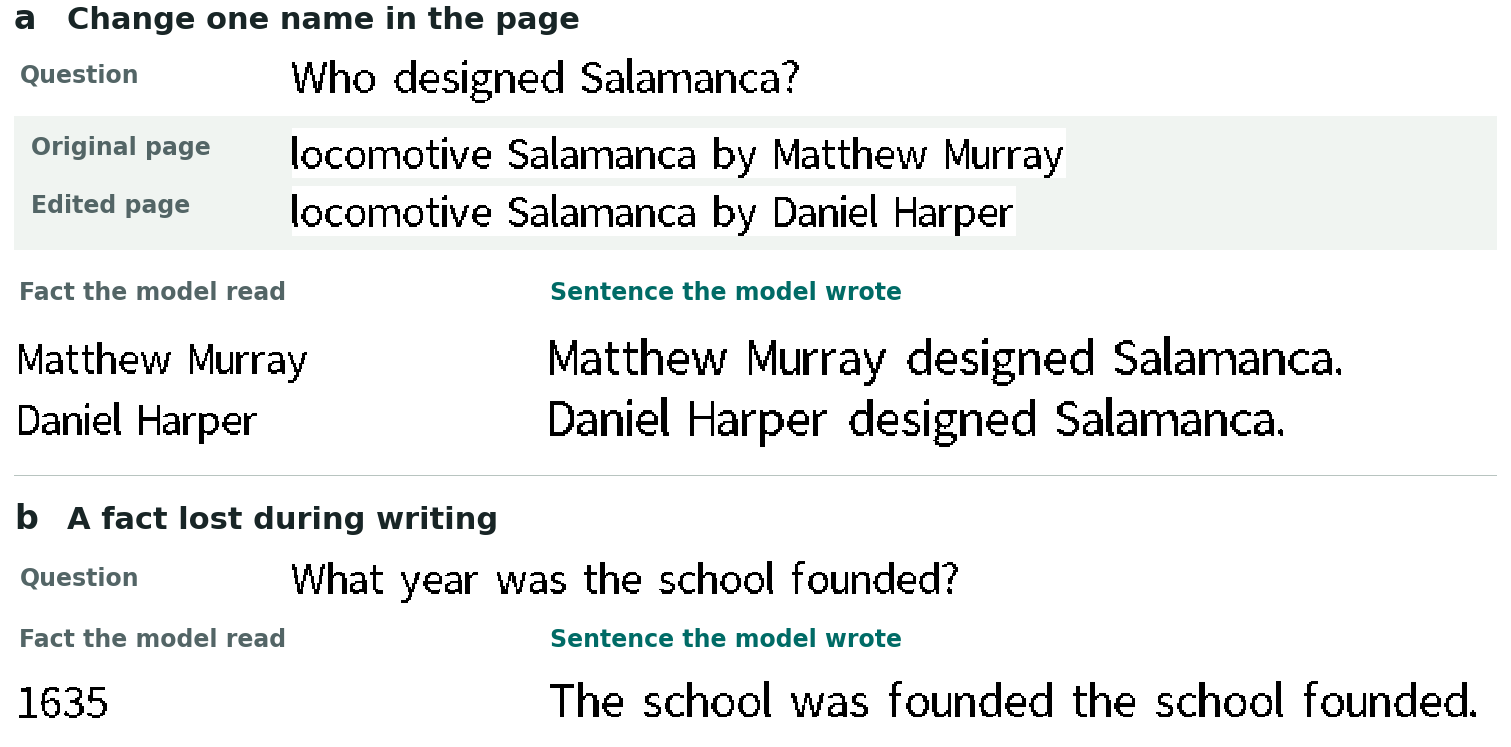 a Change one name in the page
Question Who designed Salamanca?
Original page locomotive Salamanca by Matthew Murray
Edited page locomotive Salamanca by Daniel Harper
Fact the model read Sentence the model wrote
Matthew Murray Matthew Murray designed Salamanca.
Daniel Harper Daniel Harper designed Salamanca.
b A fact lost during writing
Question What year was the school founded?
Fact the model read Sentence the model wrote
1635 The school was founded the school founded.